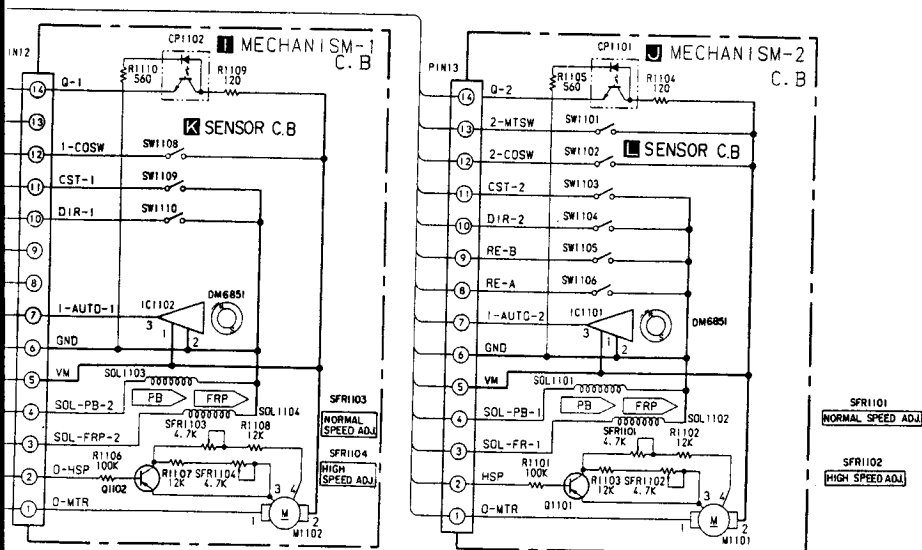 CP1102
I MECHANISM-1
C.B
PIN12
R1110
560
R1109
120
14 Q-1
13
K SENSOR C.B
12 1-COSW SW1108
11 CST-1 SW1109
10 DIR-1 SW1110
9
8
7 1-AUTO-1 IC1102 DM6851
3 1 2
6 GND
5 VM
SOL1103
PB FRP
4 SOL-PB-2
SOL1104
SFR1103
4.7K
R1108
12K
3 SOL-FRP-2
R1106
100K
2 O-HSP
Q1102
R1107
12K
SFR1104
4.7K
3 4
1 O-MTR
1 M 2
M1102
SFR1103
NORMAL
SPEED ADJ.
SFR1104
HIGH
SPEED ADJ.
CP1101
J MECHANISM-2
C.B
PIN13
R1105
560
R1104
120
14 Q-2
13 2-MTSW SW1101
12 2-COSW SW1102
L SENSOR C.B
11 CST-2 SW1103
10 DIR-2 SW1104
9 RE-B SW1105
8 RE-A SW1106
7 1-AUTO-2 IC1101 DM6851
3 1 2
6 GND
5 VM
SOL1101
PB FRP
4 SOL-PB-1
SOL1102
SFR1101
4.7K
R1102
12K
3 SOL-FR-1
R1101
100K
2 HSP
Q1101
R1103
12K
SFR1102
4.7K
3 4
1 O-MTR
1 M 2
M1101
SFR1101
NORMAL SPEED ADJ.
SFR1102
HIGH SPEED ADJ.